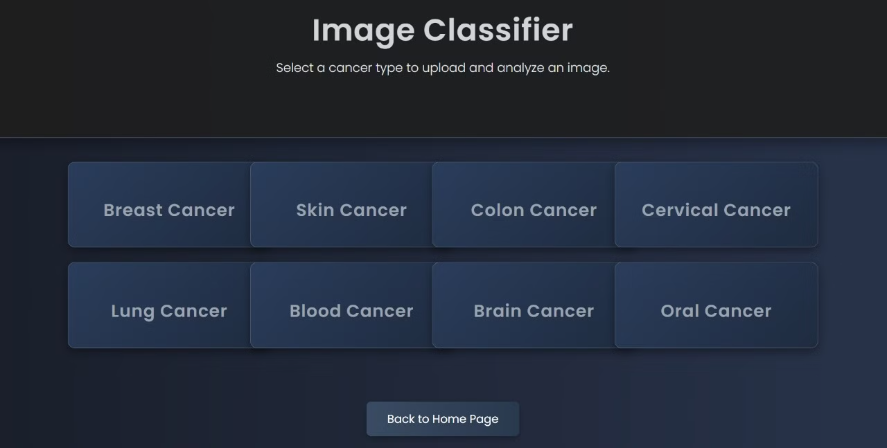 Image Classifier
Select a cancer type to upload and analyze an image.
Breast Cancer
Skin Cancer
Colon Cancer
Cervical Cancer
Lung Cancer
Blood Cancer
Brain Cancer
Oral Cancer
Back to Home Page